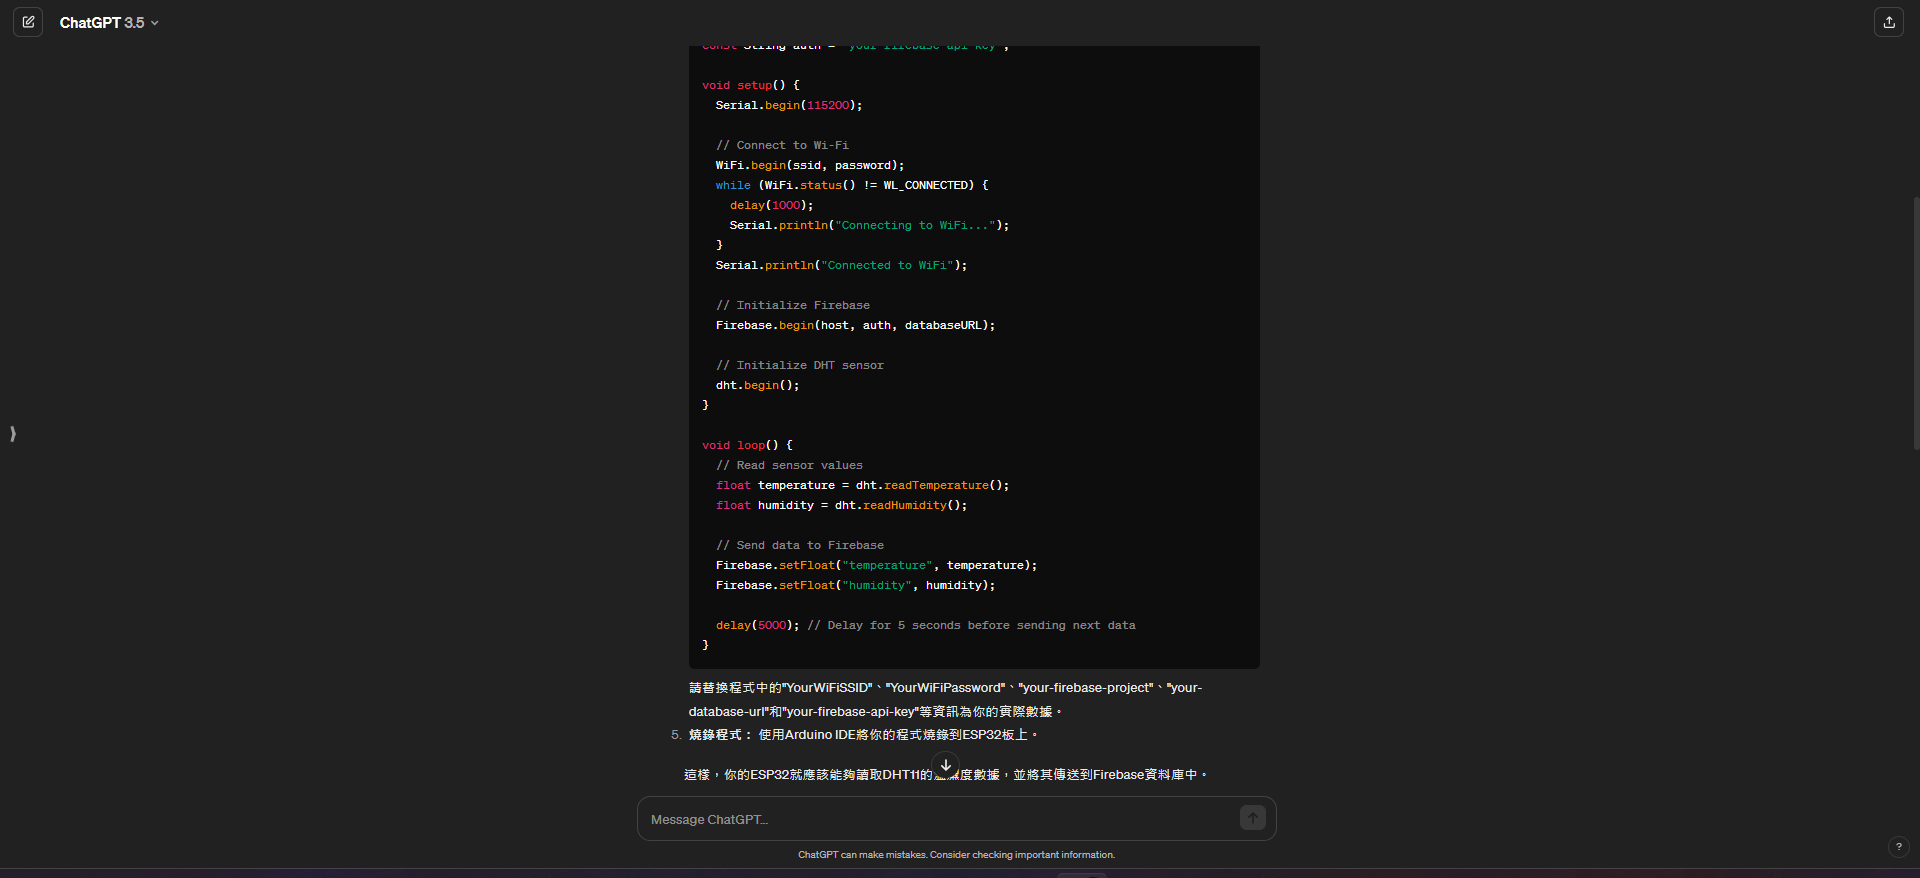 ChatGPT 3.5
const String auth = "your-firebase-api-key";
void setup() {
Serial.begin(115200);
// Connect to Wi-Fi
WiFi.begin(ssid, password);
while (WiFi.status() != WL_CONNECTED) {
delay(1000);
Serial.println("Connecting to WiFi...");
}
Serial.println("Connected to WiFi");
// Initialize Firebase
Firebase.begin(host, auth, databaseURL);
// Initialize DHT sensor
dht.begin();
}
void loop() {
// Read sensor values
float temperature = dht.readTemperature();
float humidity = dht.readHumidity();
// Send data to Firebase
Firebase.setFloat("temperature", temperature);
Firebase.setFloat("humidity", humidity);
delay(5000); // Delay for 5 seconds before sending next data
}
請替換程式中的"YourWiFiSSID"、"YourWiFiPassword"、"your-firebase-project"、"your-
database-url"和"your-firebase-api-key"等資訊為你的實際數據。
5. 燒錄程式： 使用Arduino IDE將你的程式燒錄到ESP32板上。
這樣，你的ESP32就應該能夠讀取DHT11的溫濕度數據，並將其傳送到Firebase資料庫中。
Message ChatGPT...
ChatGPT can make mistakes. Consider checking important information.
?